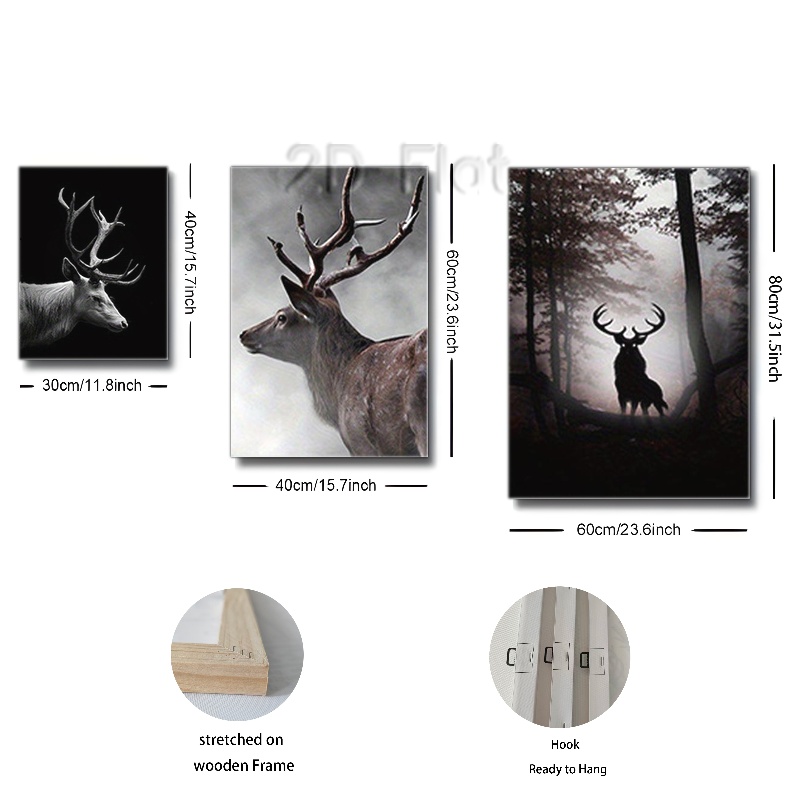 2D Flat
40cm/15.7inch
60cm/23.6inch
80cm/31.5inch
30cm/11.8inch
40cm/15.7inch
60cm/23.6inch
stretched on
wooden Frame
Hook
Ready to Hang